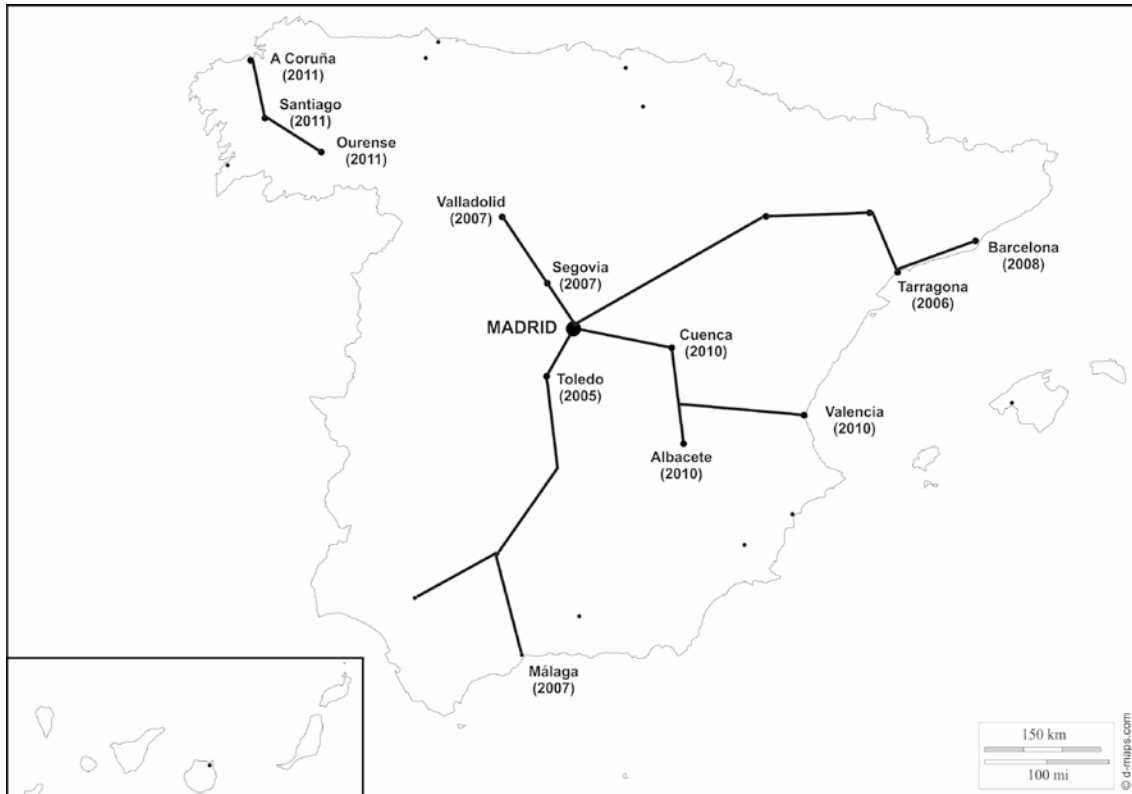 A Coruña
(2011)
Santiago
(2011)
Ourense
(2011)
Valladolid
(2007)
Segovia
(2007)
MADRID
Barcelona
(2008)
Tarragona
(2006)
Cuenca
(2010)
Toledo
(2005)
Valencia
(2010)
Albacete
(2010)
Málaga
(2007)
150 km
100 mi
© d-maps.com